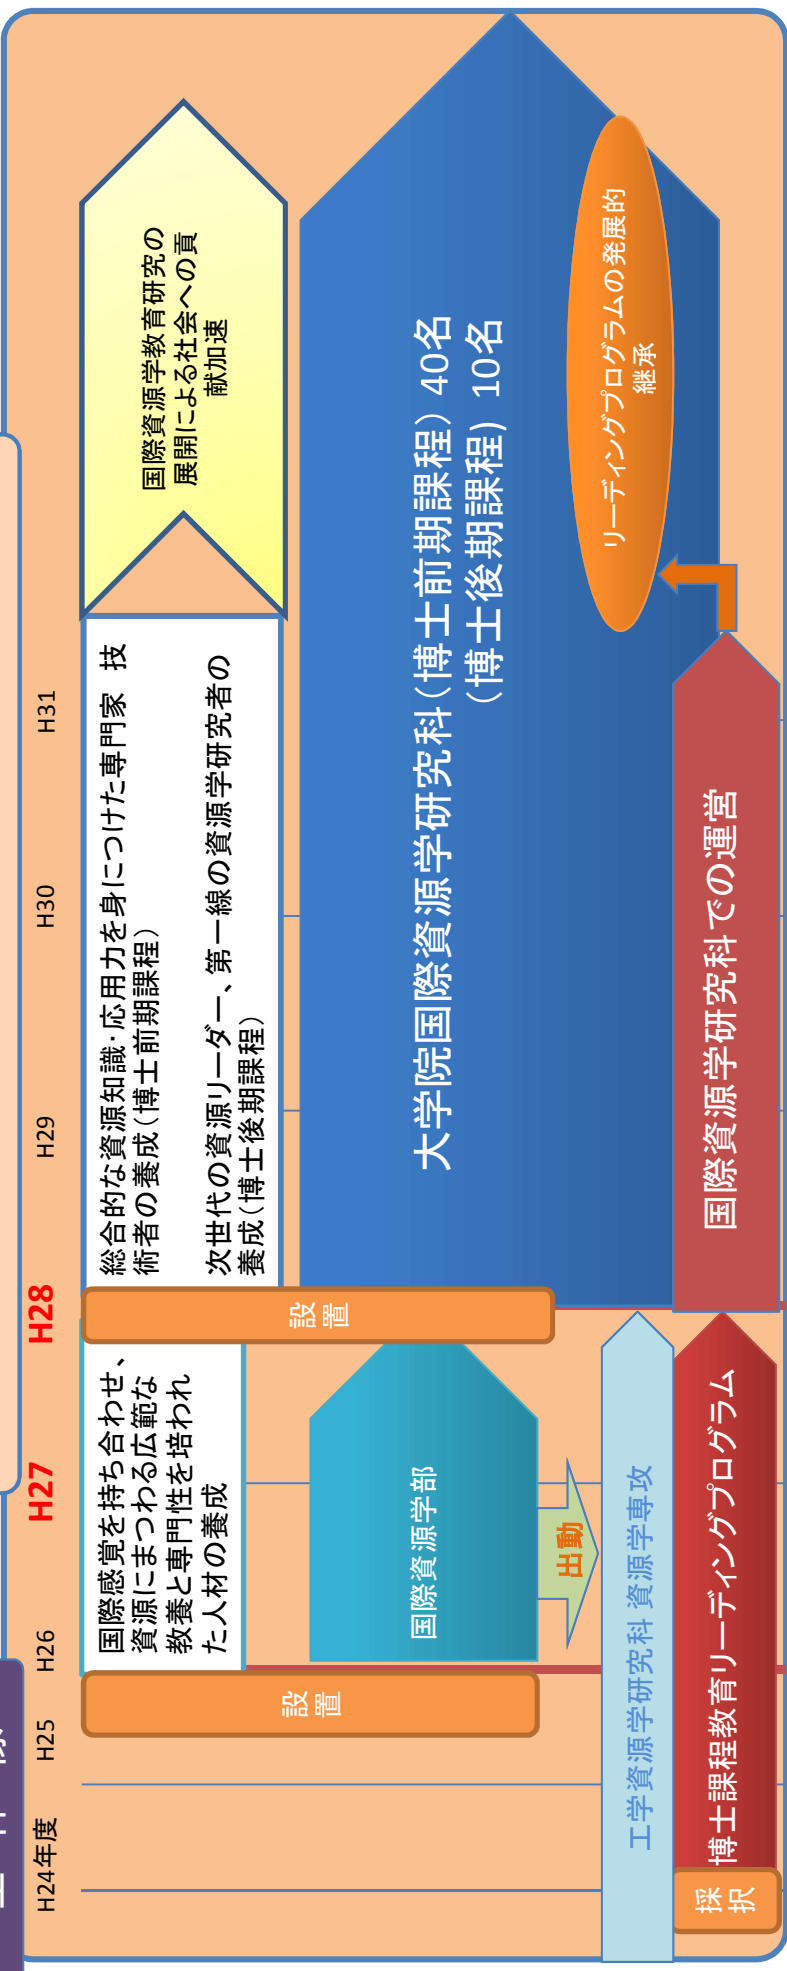 H24年度
H25
H26
H27
H28
H29
H30
H31
設
置
国際感覚を持ち合わせ、
資源にまつわる広範な
教養と専門性を培われ
た人材の養成
設
置
総合的な資源知識・応用力を身につけた専門家 技
術者の養成(博士前期課程)
次世代の資源リーダー、第一線の資源学研究者の
養成(博士後期課程)
国際資源学教育研究の
展開による社会への貢
献加速
国際資源学部
出動
大学院国際資源学研究科(博士前期課程) 40名
(博士後期課程) 10名
リーディングプログラムの発展的
継承
工学資源学研究科 資源学専攻
採
択
博士課程教育リーディングプログラム
国際資源学研究科での運営